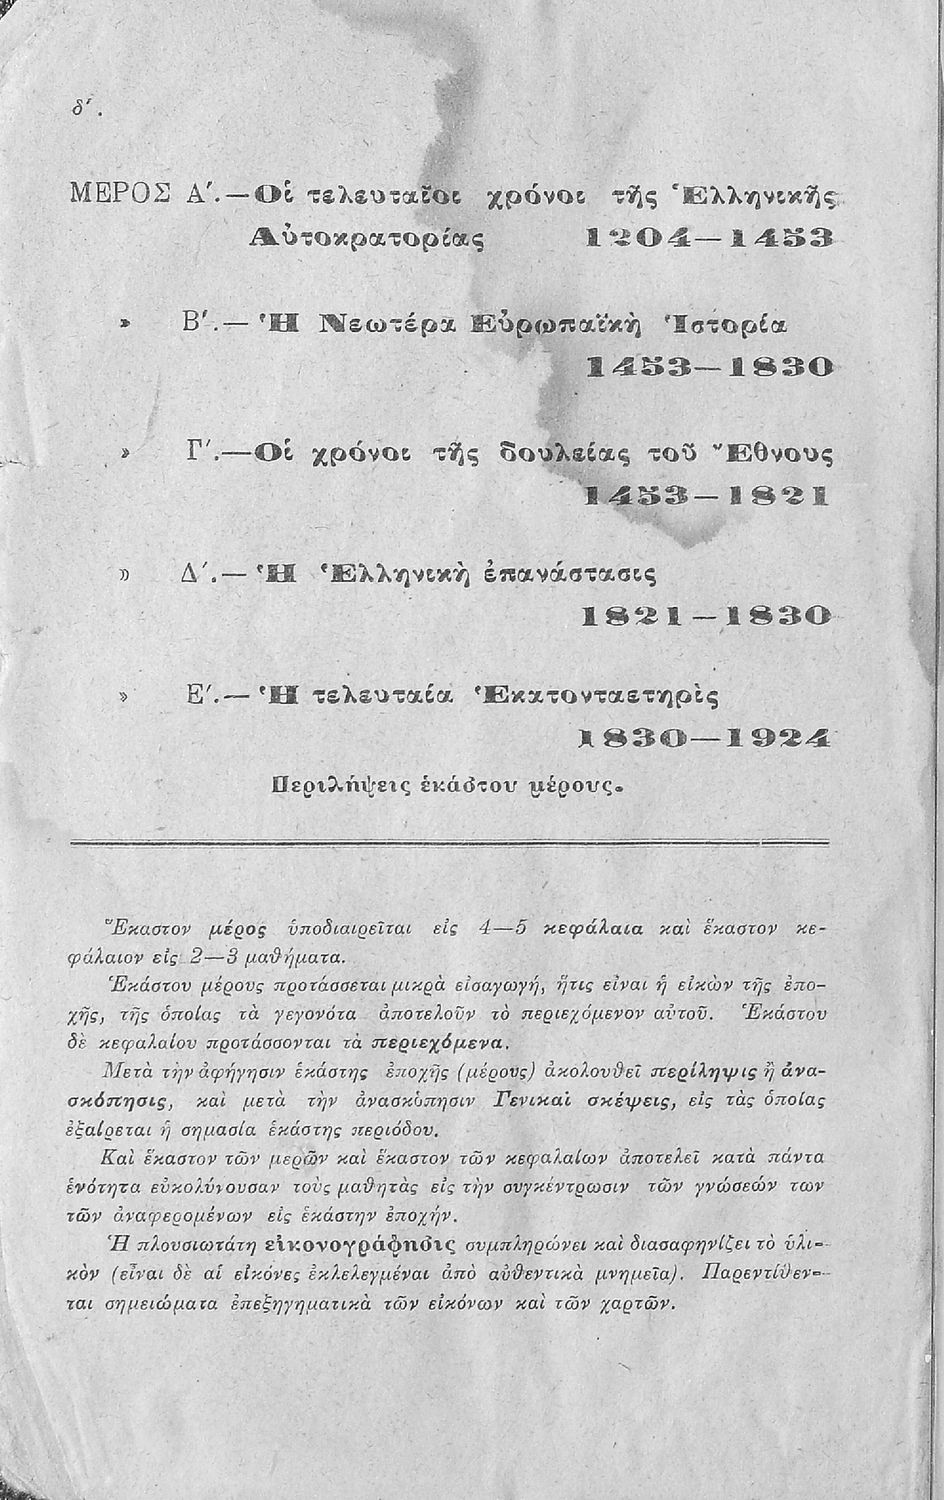 δ´.
ΜΕΡΟΣ Α´.—Οἱ τελευταῖοι χρόνοι τῆς Ἑλληνικῆς
Αὐτοκρατορίας 1204—1453
» Β´.— Ἡ Νεωτέρα Εὐρωπαϊκὴ Ἱστορία
1453—1830
» Γ´.—Οἱ χρόνοι τῆς δουλείας τοῦ Ἔθνους
1453—1821
» Δ´.— Ἡ Ἑλληνικὴ ἐπανάστασις
1821—1830
» Ε´.— Ἡ τελευταία Ἑκατονταετηρὶς
1830—1924
Περιλήψεις ἑκάστου μέρους.
Ἕκαστον μέρος ὑποδιαιρεῖται εἰς 4—5 κεφάλαια καὶ ἕκαστον κε-
φάλαιον εἰς 2—3 μαθήματα.
Ἑκάστου μέρους προτάσσεται μικρὰ εἰσαγωγή, ἥτις εἶναι ἡ εἰκὼν τῆς ἐπο-
χῆς, τῆς ὁποίας τὰ γεγονότα ἀποτελοῦν τὸ περιεχόμενον αὐτοῦ. Ἑκάστου
δὲ κεφαλαίου προτάσσονται τὰ περιεχόμενα.
Μετὰ τὴν ἀφήγησιν ἑκάστης ἐποχῆς (μέρους) ἀκολουθεῖ περίληψις ἢ ἀνα-
σκόπησις, καὶ μετὰ τὴν ἀνασκόπησιν Γενικαὶ σκέψεις, εἰς τὰς ὁποίας
ἐξαίρεται ἡ σημασία ἑκάστης περιόδου.
Καὶ ἕκαστον τῶν μερῶν καὶ ἕκαστον τῶν κεφαλαίων ἀποτελεῖ κατὰ πάντα
ἑνότητα εὐκολύνουσαν τοὺς μαθητὰς εἰς τὴν συγκέντρωσιν τῶν γνώσεών των
τῶν ἀναφερομένων εἰς ἑκάστην ἐποχήν.
Ἡ πλουσιωτάτη εἰκονογράφησις συμπληρώνει καὶ διασαφηνίζει τὸ ὑλι-
κὸν (εἶναι δὲ αἱ εἰκόνες ἐκλελεγμέναι ἀπὸ αὐθεντικὰ μνημεῖα). Παρεντίθεν-
ται σημειώματα ἐπεξηγηματικὰ τῶν εἰκόνων καὶ τῶν χαρτῶν.